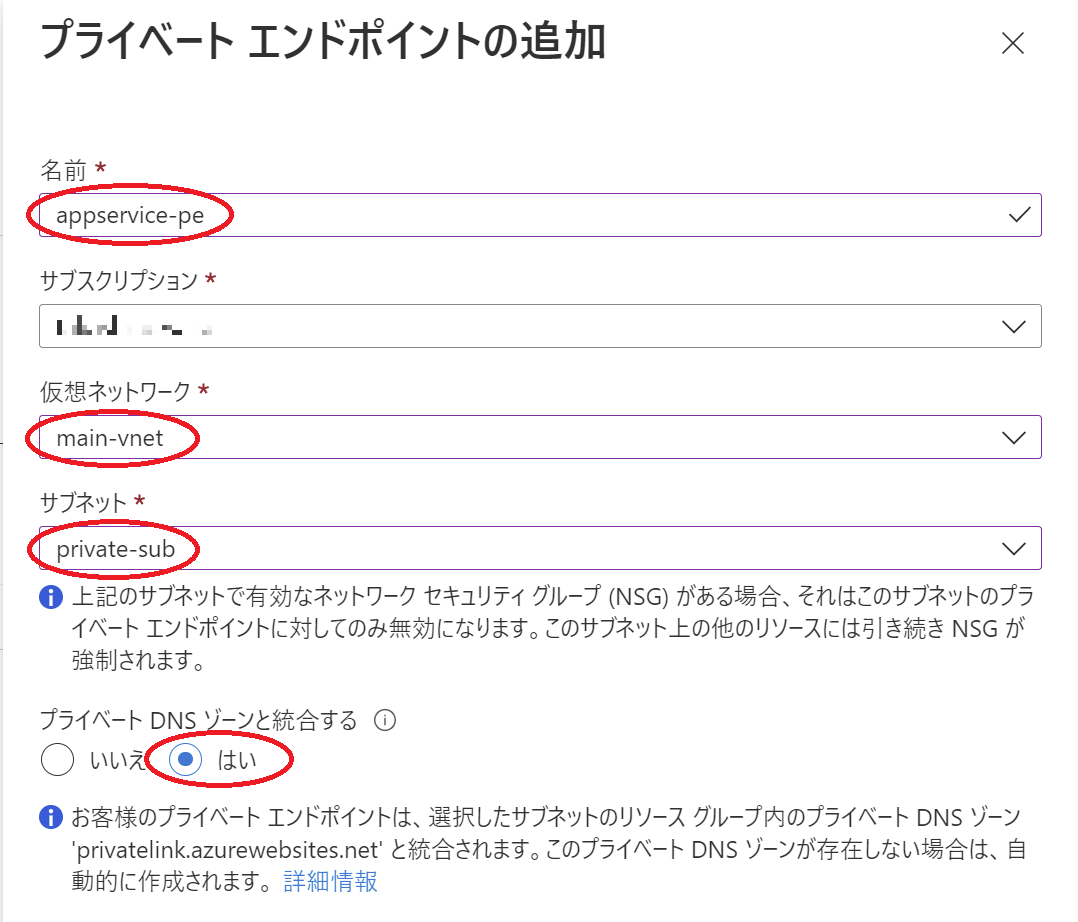 プライベート エンドポイントの追加
名前 *
appservice-pe
サブスクリプション *
仮想ネットワーク *
main-vnet
サブネット *
private-sub
上記のサブネットで有効なネットワーク セキュリティ グループ (NSG) がある場合、それはこのサブネットのプラ
イベート エンドポイントに対してのみ無効になります。このサブネット上の他のリソースには引き続き NSG が
強制されます。
プライベート DNS ゾーンと統合する
いいえ はい
お客様のプライベート エンドポイントは、選択したサブネットのリソース グループ内のプライベート DNS ゾーン
'privatelink.azurewebsites.net' と統合されます。このプライベート DNS ゾーンが存在しない場合は、自
動的に作成されます。 詳細情報